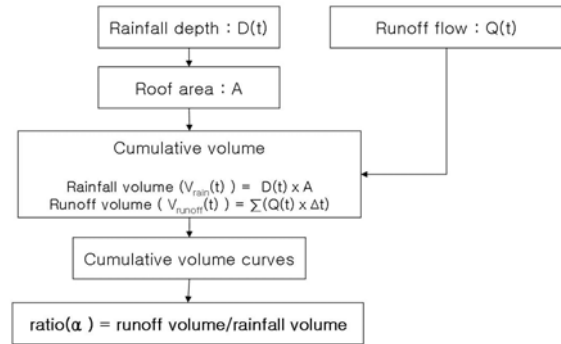 Rainfall depth : D(t)
Runoff flow : Q(t)
Roof area : A
Cumulative volume
Rainfall volume (Vrain(t) ) = D(t) x A
Runoff volume ( Vrunoff(t) ) = ∑(Q(t) x Δt)
Cumulative volume curves
ratio(α ) = runoff volume/rainfall volume